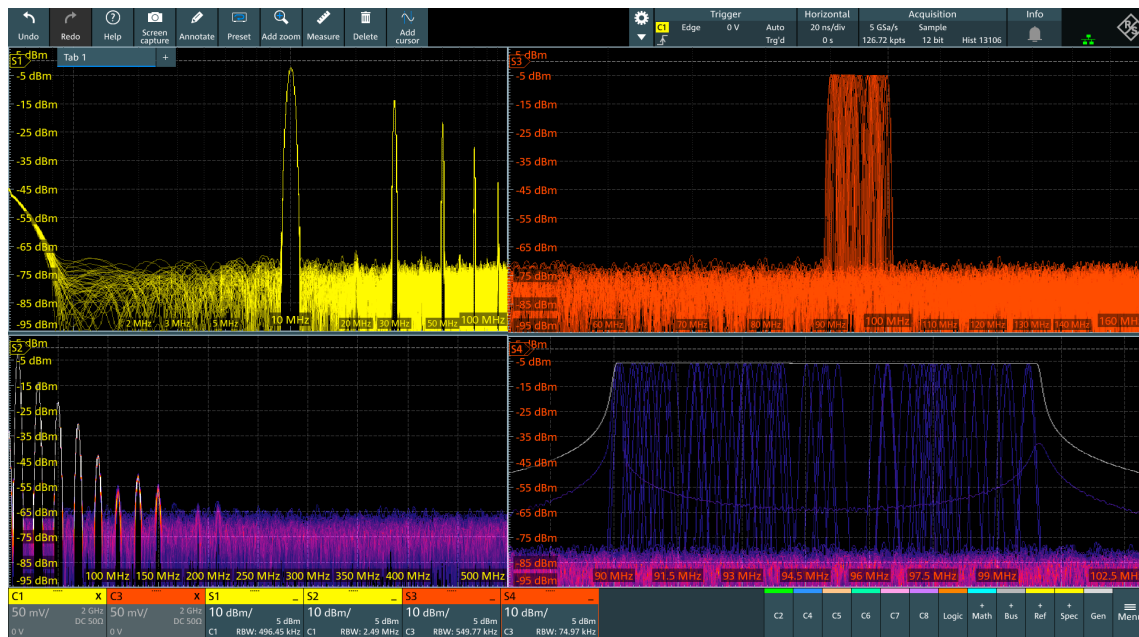 Undo Redo Help Screen capture Annotate Preset Add zoom Measure Delete Add cursor
Trigger
C1 Edge 0 V Auto
Trig'd
Horizontal
20 ns/div
0 s
Acquisition
5 GSa/s Sample
126.72 kpts 12 bit Hist 13106
Info
R&S
Tab 1 +
S1
-5 dBm
-15 dBm
-25 dBm
-35 dBm
-45 dBm
-55 dBm
-65 dBm
-75 dBm
-85 dBm
-95 dBm
2 MHz 3 MHz 5 MHz 10 MHz 20 MHz 30 MHz 50 MHz 100 MHz
S3
-5 dBm
-15 dBm
-25 dBm
-35 dBm
-45 dBm
-55 dBm
-65 dBm
-75 dBm
-85 dBm
-95 dBm
60 MHz 70 MHz 80 MHz 90 MHz 100 MHz 110 MHz 120 MHz 130 MHz 140 MHz 160 MHz
S2
-5 dBm
-25 dBm
-35 dBm
-45 dBm
-55 dBm
-65 dBm
-75 dBm
-85 dBm
-95 dBm
100 MHz 150 MHz 200 MHz 250 MHz 300 MHz 350 MHz 400 MHz 500 MHz
S4
-5 dBm
-15 dBm
-25 dBm
-35 dBm
-45 dBm
-55 dBm
-65 dBm
-75 dBm
-85 dBm
-95 dBm
90 MHz 91.5 MHz 93 MHz 94.5 MHz 96 MHz 97.5 MHz 99 MHz 102.5 MH
C1 X
50 mV/ 2 GHz
DC 50Ω
0 V
C3 X
50 mV/ 2 GHz
DC 50Ω
0 V
S1
10 dBm/
5 dBm
C1 RBW: 496.45 kHz
S2
10 dBm/
5 dBm
C1 RBW: 2.49 MHz
S3
10 dBm/
5 dBm
C3 RBW: 549.77 kHz
S4
10 dBm/
5 dBm
C3 RBW: 74.97 kHz
C2 C4 C5 C6 C7 C8 Logic + Math + Bus + Ref + Spec Gen Men